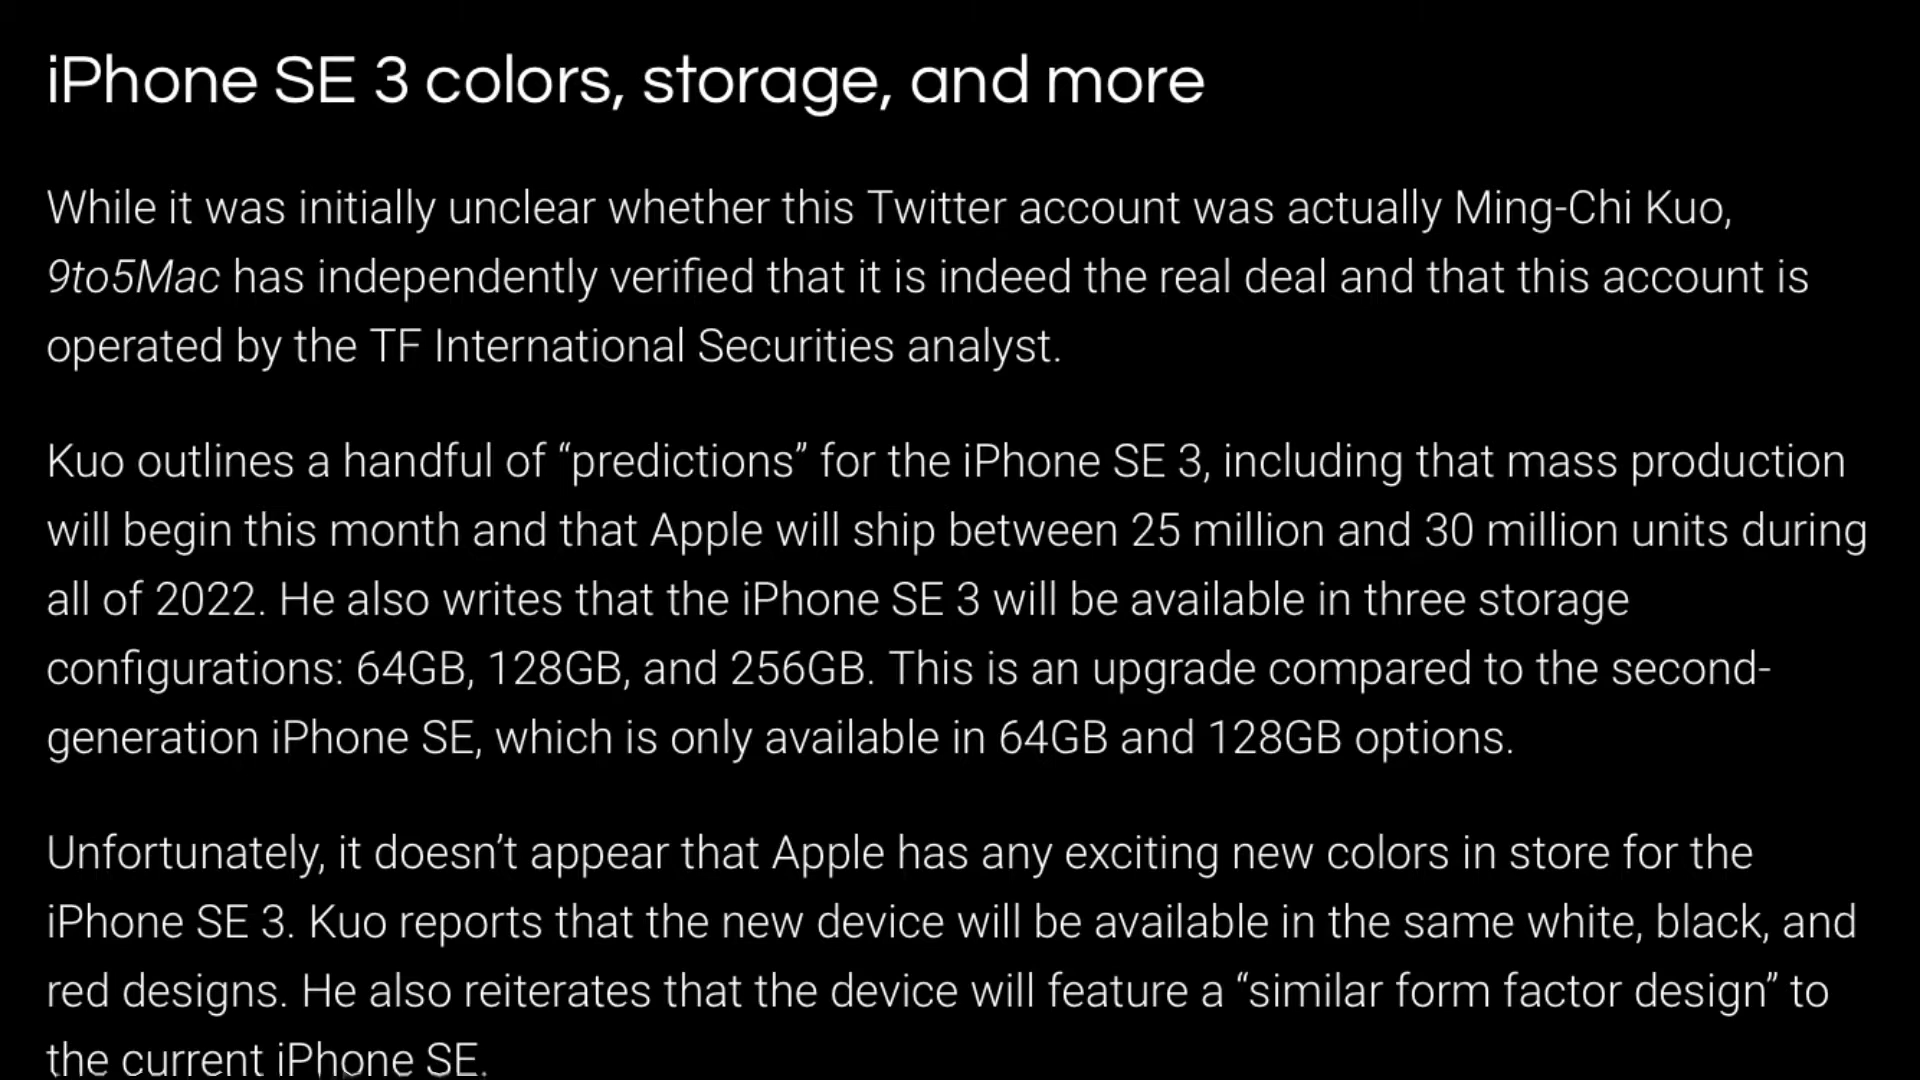 iPhone SE 3 colors, storage, and more
While it was initially unclear whether this Twitter account was actually Ming-Chi Kuo,
9to5Mac has independently verified that it is indeed the real deal and that this account is
operated by the TF International Securities analyst.
Kuo outlines a handful of “predictions” for the iPhone SE 3, including that mass production
will begin this month and that Apple will ship between 25 million and 30 million units during
all of 2022. He also writes that the iPhone SE 3 will be available in three storage
configurations: 64GB, 128GB, and 256GB. This is an upgrade compared to the second-
generation iPhone SE, which is only available in 64GB and 128GB options.
Unfortunately, it doesn’t appear that Apple has any exciting new colors in store for the
iPhone SE 3. Kuo reports that the new device will be available in the same white, black, and
red designs. He also reiterates that the device will feature a “similar form factor design” to
the current iPhone SE.